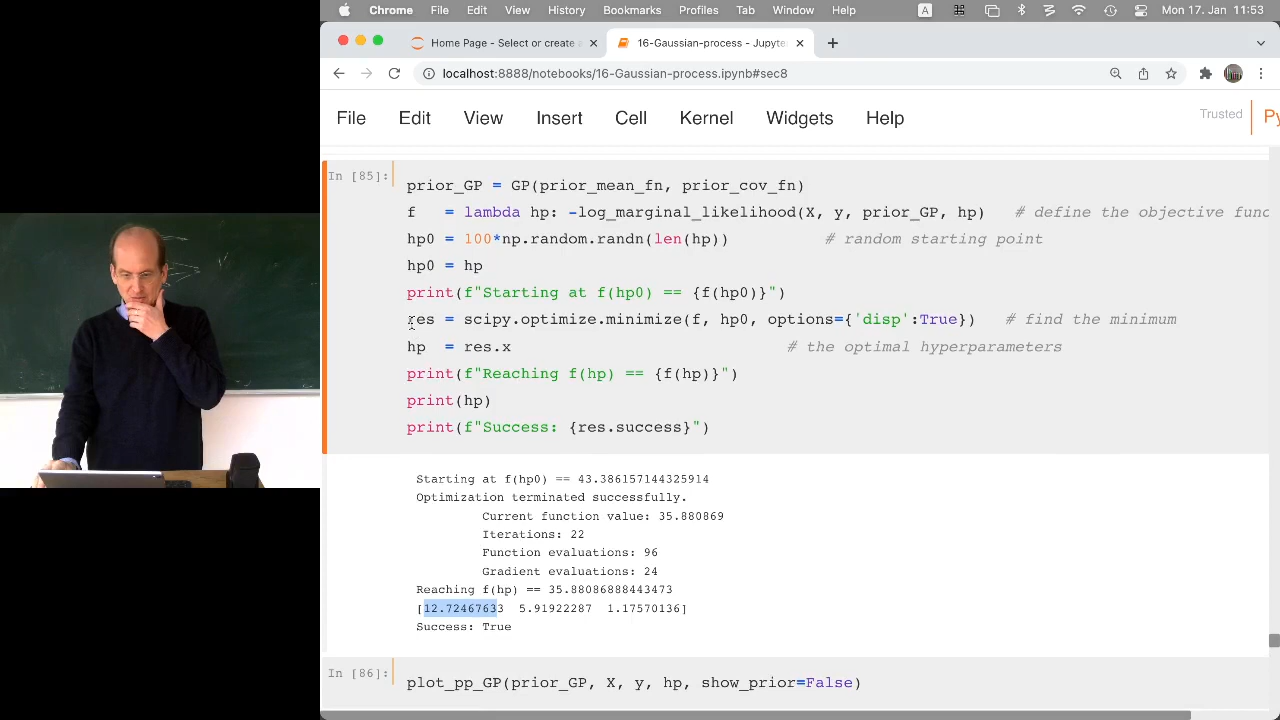 Chrome File Edit View History Bookmarks Profiles Tab Window Help A Mon 17. Jan 11:53
Home Page - Select or create 16-Gaussian-process - Jupyte
localhost:8888/notebooks/16-Gaussian-process.ipynb#sec8
File Edit View Insert Cell Kernel Widgets Help Trusted Py
In [85]:
prior_GP = GP(prior_mean_fn, prior_cov_fn)
f = lambda hp: -log_marginal_likelihood(X, y, prior_GP, hp) # define the objective func
hp0 = 100*np.random.randn(len(hp)) # random starting point
hp0 = hp
print(f"Starting at f(hp0) == {f(hp0)}")
res = scipy.optimize.minimize(f, hp0, options={'disp':True}) # find the minimum
hp = res.x # the optimal hyperparameters
print(f"Reaching f(hp) == {f(hp)}")
print(hp)
print(f"Success: {res.success}")
Starting at f(hp0) == 43.386157144325914
Optimization terminated successfully.
Current function value: 35.880869
Iterations: 22
Function evaluations: 96
Gradient evaluations: 24
Reaching f(hp) == 35.88086888443473
[12.72467633 5.91922287 1.17570136]
Success: True
In [86]:
plot_pp_GP(prior_GP, X, y, hp, show_prior=False)